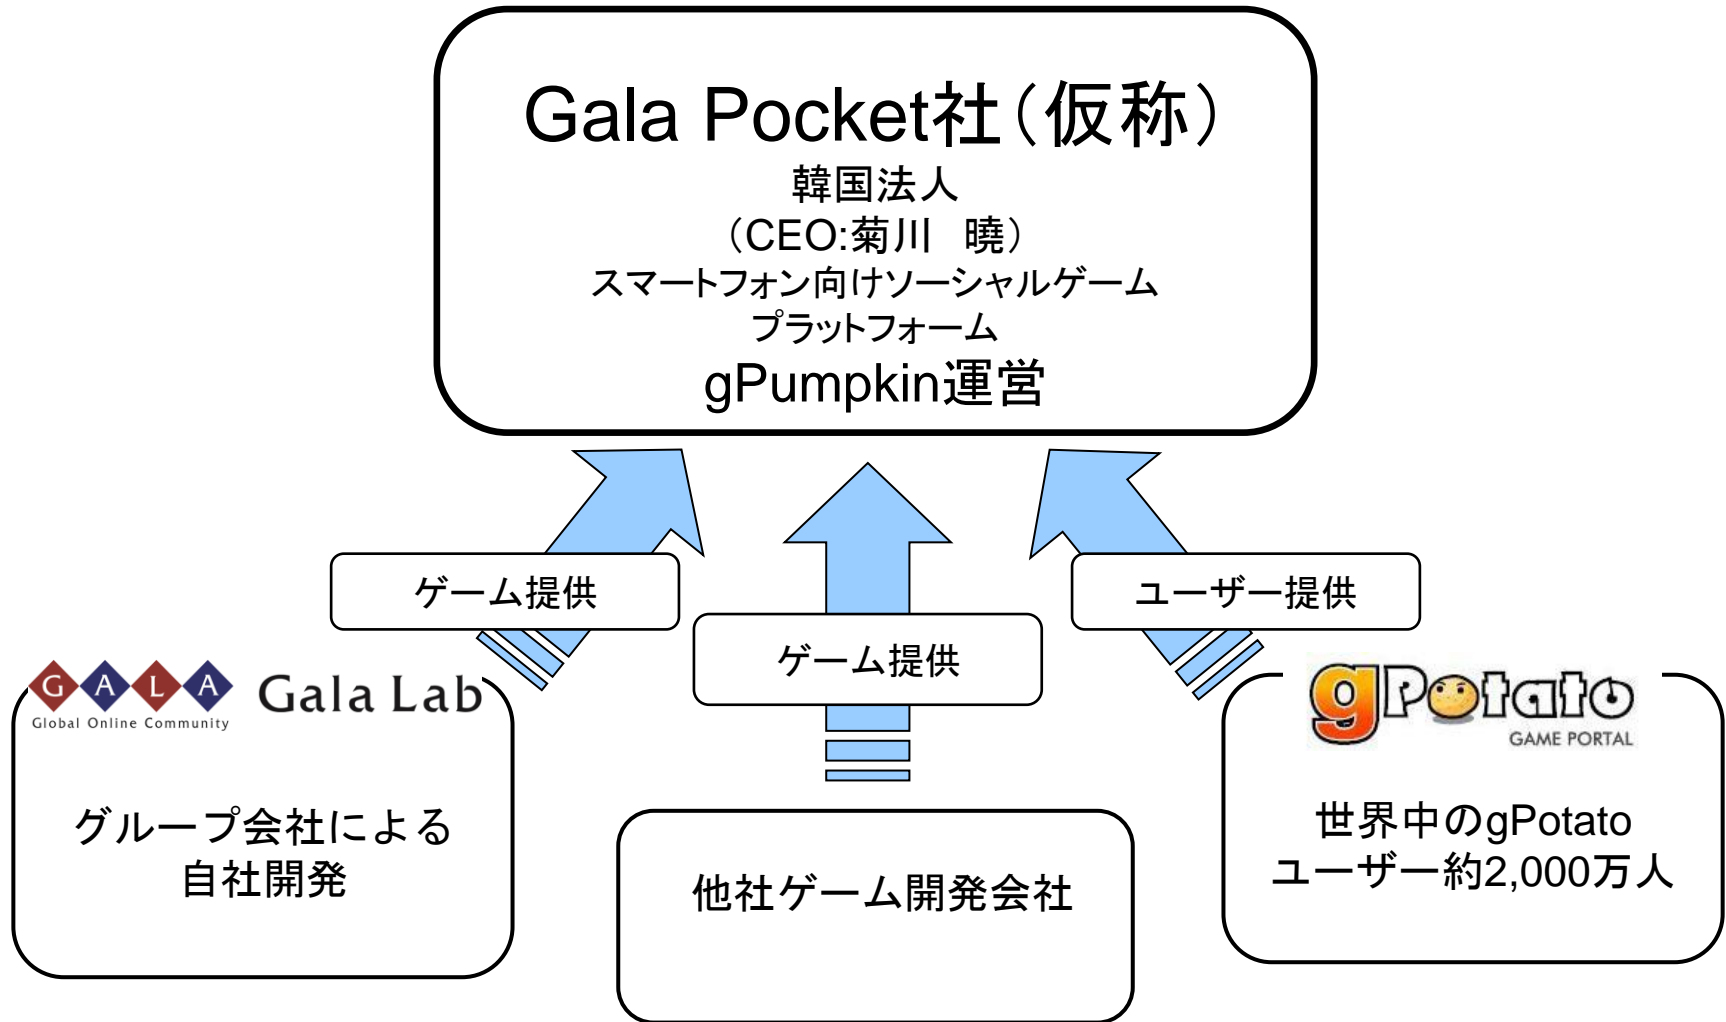 Gala Pocket社（仮称）
韓国法人
（CEO:菊川　曉）
スマートフォン向けソーシャルゲーム
プラットフォーム
gPumpkin運営
ゲーム提供
ゲーム提供
ユーザー提供
GALA Gala Lab
Global Online Community
グループ会社による
自社開発
他社ゲーム開発会社
gPotato
GAME PORTAL
世界中のgPotato
ユーザー約2,000万人